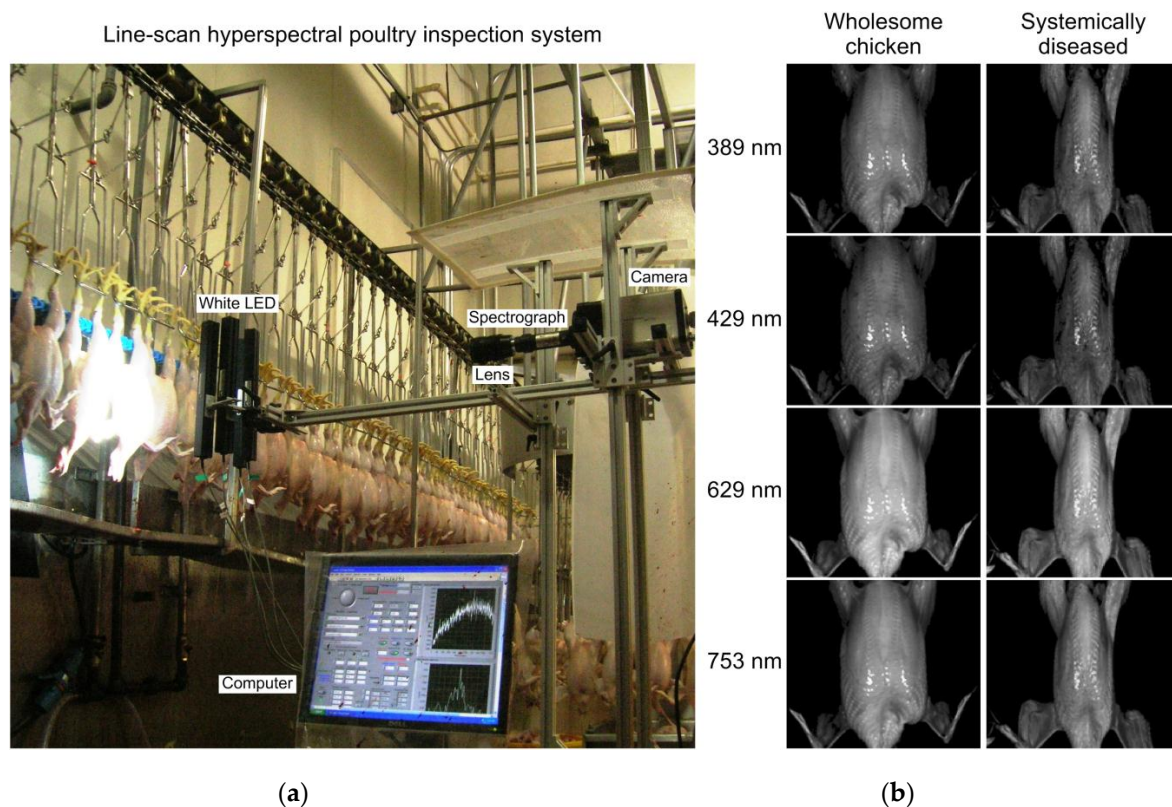 Line-scan hyperspectral poultry inspection system
White LED
Camera
Spectrograph
Lens
Computer
DELL
Wholesome
chicken
Systemically
diseased
389 nm
429 nm
629 nm
753 nm
(a)
(b)